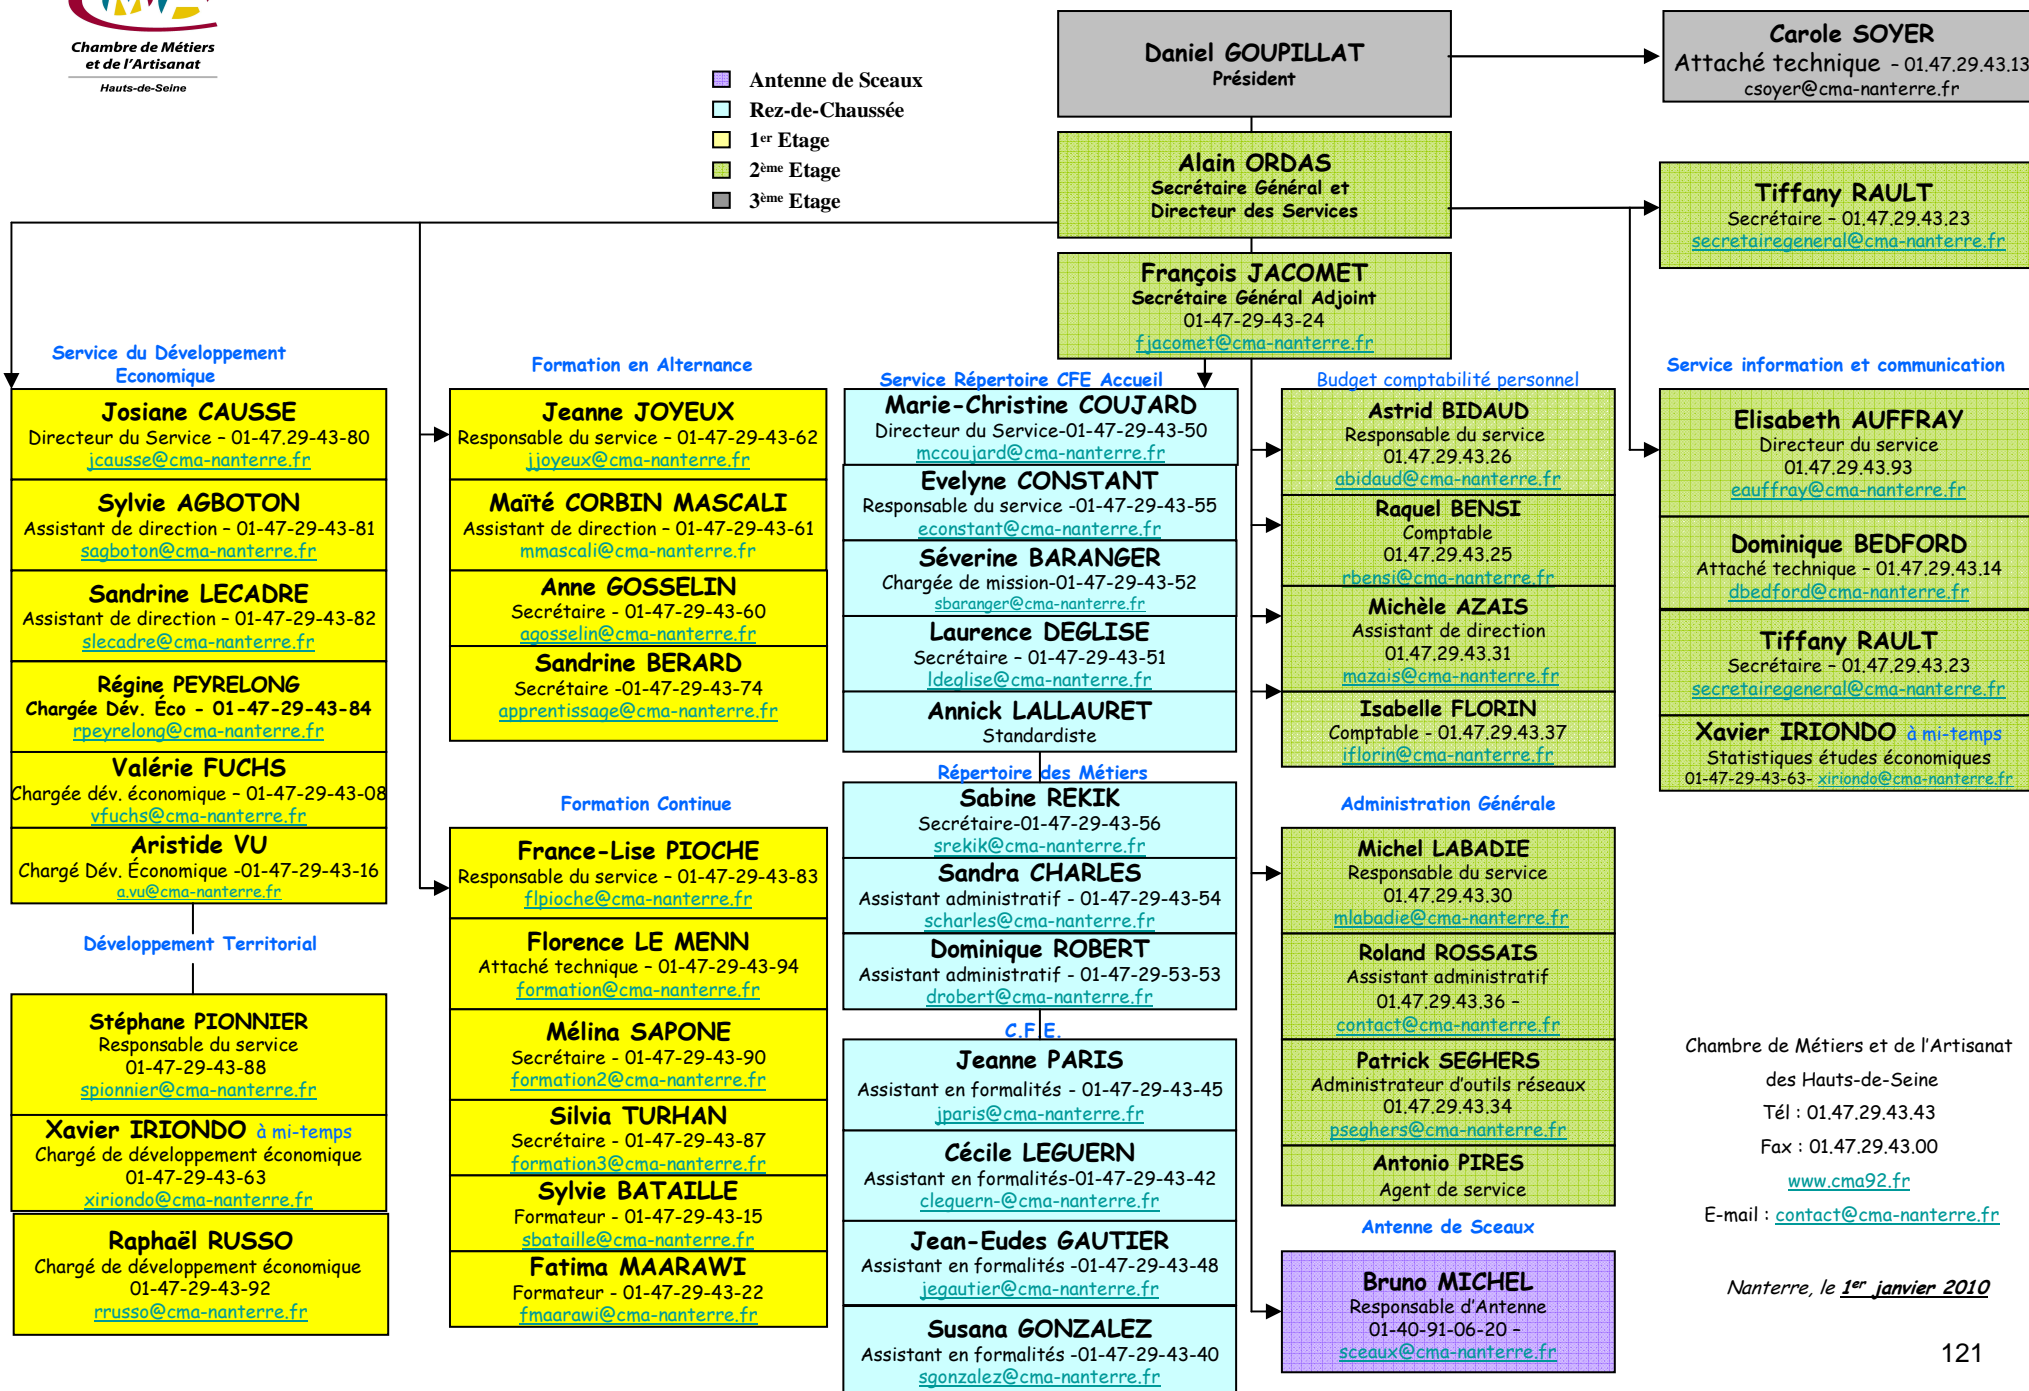 Chambre de Métiers
et de l'Artisanat
Hauts-de-Seine
Antenne de Sceaux
Rez-de-Chaussée
1er Etage
2ème Etage
3ème Etage
Daniel GOUPILLAT
Président
Carole SOYER
Attaché technique - 01.47.29.43.13
csoyer@cma-nanterre.fr
Alain ORDAS
Secrétaire Général et
Directeur des Services
Tiffany RAULT
Secrétaire – 01.47.29.43.23
secretairegeneral@cma-nanterre.fr
François JACOMET
Secrétaire Général Adjoint
01-47-29-43-24
fjacomet@cma-nanterre.fr
Service du Développement
Economique
Josiane CAUSSE
Directeur du Service – 01-47.29-43-80
jcausse@cma-nanterre.fr
Sylvie AGBOTON
Assistant de direction – 01-47-29-43-81
sagboton@cma-nanterre.fr
Sandrine LECADRE
Assistant de direction – 01-47-29-43-82
slecadre@cma-nanterre.fr
Régine PEYRELONG
Chargée Dév. Éco - 01-47-29-43-84
rpeyrelong@cma-nanterre.fr
Valérie FUCHS
Chargée dév. économique – 01-47-29-43-08
vfuchs@cma-nanterre.fr
Aristide VU
Chargé Dév. Économique -01-47-29-43-16
a.vu@cma-nanterre.fr
Développement Territorial
Stéphane PIONNIER
Responsable du service
01-47-29-43-88
spionnier@cma-nanterre.fr
Xavier IRIONDO à mi-temps
Chargé de développement économique
01-47-29-43-63
xiriondo@cma-nanterre.fr
Raphaël RUSSO
Chargé de développement économique
01-47-29-43-92
rrusso@cma-nanterre.fr
Formation en Alternance
Jeanne JOYEUX
Responsable du service – 01-47-29-43-62
jjoyeux@cma-nanterre.fr
Maïté CORBIN MASCALI
Assistant de direction – 01-47-29-43-61
mmascali@cma-nanterre.fr
Anne GOSSELIN
Secrétaire - 01-47-29-43-60
agosselin@cma-nanterre.fr
Sandrine BERARD
Secrétaire -01-47-29-43-74
apprentissage@cma-nanterre.fr
Formation Continue
France-Lise PIOCHE
Responsable du service – 01-47-29-43-83
flpioche@cma-nanterre.fr
Florence LE MENN
Attaché technique – 01-47-29-43-94
formation@cma-nanterre.fr
Mélina SAPONE
Secrétaire - 01-47-29-43-90
formation2@cma-nanterre.fr
Silvia TURHAN
Secrétaire - 01-47-29-43-87
formation3@cma-nanterre.fr
Sylvie BATAILLE
Formateur - 01-47-29-43-15
sbataille@cma-nanterre.fr
Fatima MAARAWI
Formateur - 01-47-29-43-22
fmaarawi@cma-nanterre.fr
Service Répertoire CFE Accueil
Marie-Christine COUJARD
Directeur du Service-01-47-29-43-50
mccoujard@cma-nanterre.fr
Evelyne CONSTANT
Responsable du service -01-47-29-43-55
econstant@cma-nanterre.fr
Séverine BARANGER
Chargée de mission-01-47-29-43-52
sbaranger@cma-nanterre.fr
Laurence DEGLISE
Secrétaire – 01-47-29-43-51
ldeglise@cma-nanterre.fr
Annick LALLAURET
Standardiste
Répertoire des Métiers
Sabine REKIK
Secrétaire-01-47-29-43-56
srekik@cma-nanterre.fr
Sandra CHARLES
Assistant administratif - 01-47-29-43-54
scharles@cma-nanterre.fr
Dominique ROBERT
Assistant administratif - 01-47-29-53-53
drobert@cma-nanterre.fr
C.F.E.
Jeanne PARIS
Assistant en formalités - 01-47-29-43-45
jparis@cma-nanterre.fr
Cécile LEGUERN
Assistant en formalités-01-47-29-43-42
cleguern-@cma-nanterre.fr
Jean-Eudes GAUTIER
Assistant en formalités -01-47-29-43-48
jegautier@cma-nanterre.fr
Susana GONZALEZ
Assistant en formalités -01-47-29-43-40
sgonzalez@cma-nanterre.fr
Budget comptabilité personnel
Astrid BIDAUD
Responsable du service
01.47.29.43.26
abidaud@cma-nanterre.fr
Raquel BENSI
Comptable
01.47.29.43.25
rbensi@cma-nanterre.fr
Michèle AZAIS
Assistant de direction
01.47.29.43.31
mazais@cma-nanterre.fr
Isabelle FLORIN
Comptable - 01.47.29.43.37
iflorin@cma-nanterre.fr
Administration Générale
Michel LABADIE
Responsable du service
01.47.29.43.30
mlabadie@cma-nanterre.fr
Roland ROSSAIS
Assistant administratif
01.47.29.43.36 –
contact@cma-nanterre.fr
Patrick SEGHERS
Administrateur d'outils réseaux
01.47.29.43.34
pseghers@cma-nanterre.fr
Antonio PIRES
Agent de service
Antenne de Sceaux
Bruno MICHEL
Responsable d'Antenne
01-40-91-06-20 –
sceaux@cma-nanterre.fr
Service information et communication
Elisabeth AUFFRAY
Directeur du service
01.47.29.43.93
eauffray@cma-nanterre.fr
Dominique BEDFORD
Attaché technique – 01.47.29.43.14
dbedford@cma-nanterre.fr
Tiffany RAULT
Secrétaire – 01.47.29.43.23
secretairegeneral@cma-nanterre.fr
Xavier IRIONDO à mi-temps
Statistiques études économiques
01-47-29-43-63- xiriondo@cma-nanterre.fr
Chambre de Métiers et de l'Artisanat
des Hauts-de-Seine
Tél : 01.47.29.43.43
Fax : 01.47.29.43.00
www.cma92.fr
E-mail : contact@cma-nanterre.fr
Nanterre, le 1er janvier 2010
121